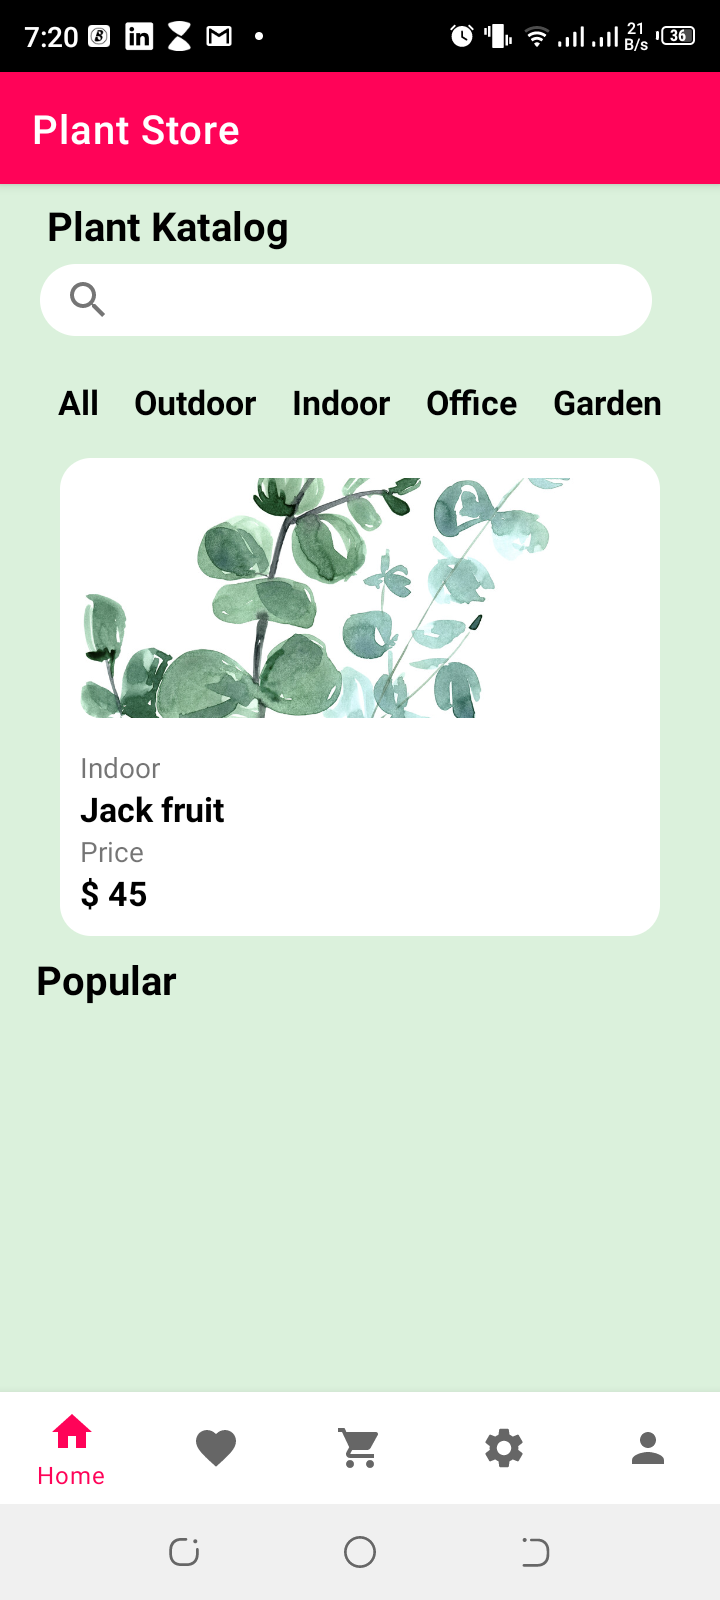 7:20
21
B/s
36
Plant Store
Plant Katalog
All Outdoor Indoor Office Garden
Indoor
Jack fruit
Price
$ 45
Popular
Home